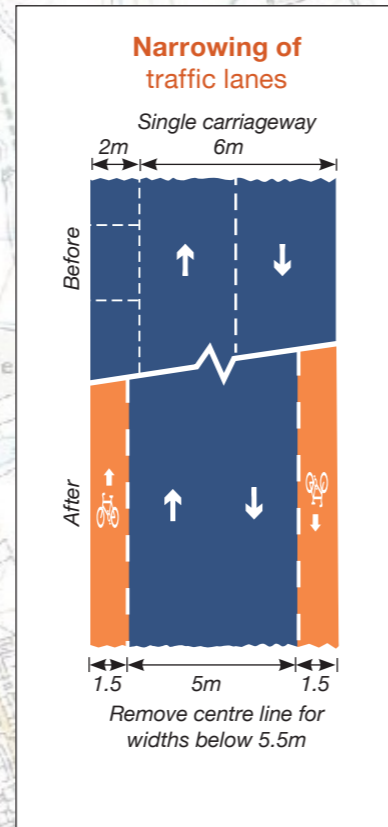 Narrowing of
traffic lanes
Single carriageway
2m 6m
Before
After
1.5 5m 1.5
Remove centre line for
widths below 5.5m